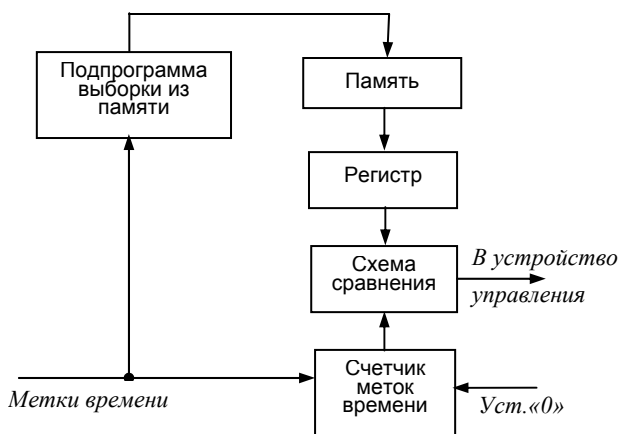 Подпрограмма
выборки из
памяти
Память
Регистр
Схема
сравнения
В устройство
управления
Счетчик
меток
времени
Метки времени
Уст.«0»